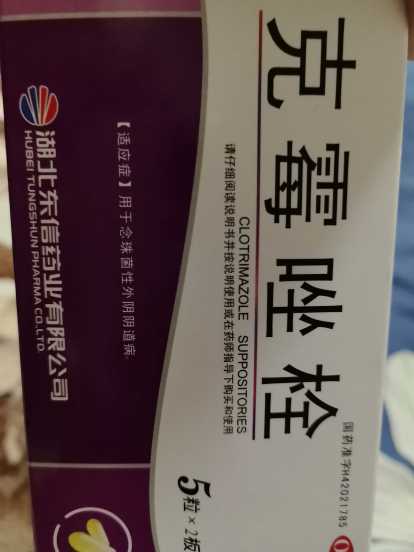 国药准字H42021785
克霉唑栓
CLOTRIMAZOLE SUPPOSITORIES
请仔细阅读说明书并按说明使用或在药师指导下购买和使用
5粒×2板
【适应症】用于念珠菌性外阴阴道病。
湖北东信药业有限公司
HUBEI TUNGSHUN PHARMA CO.,LTD.